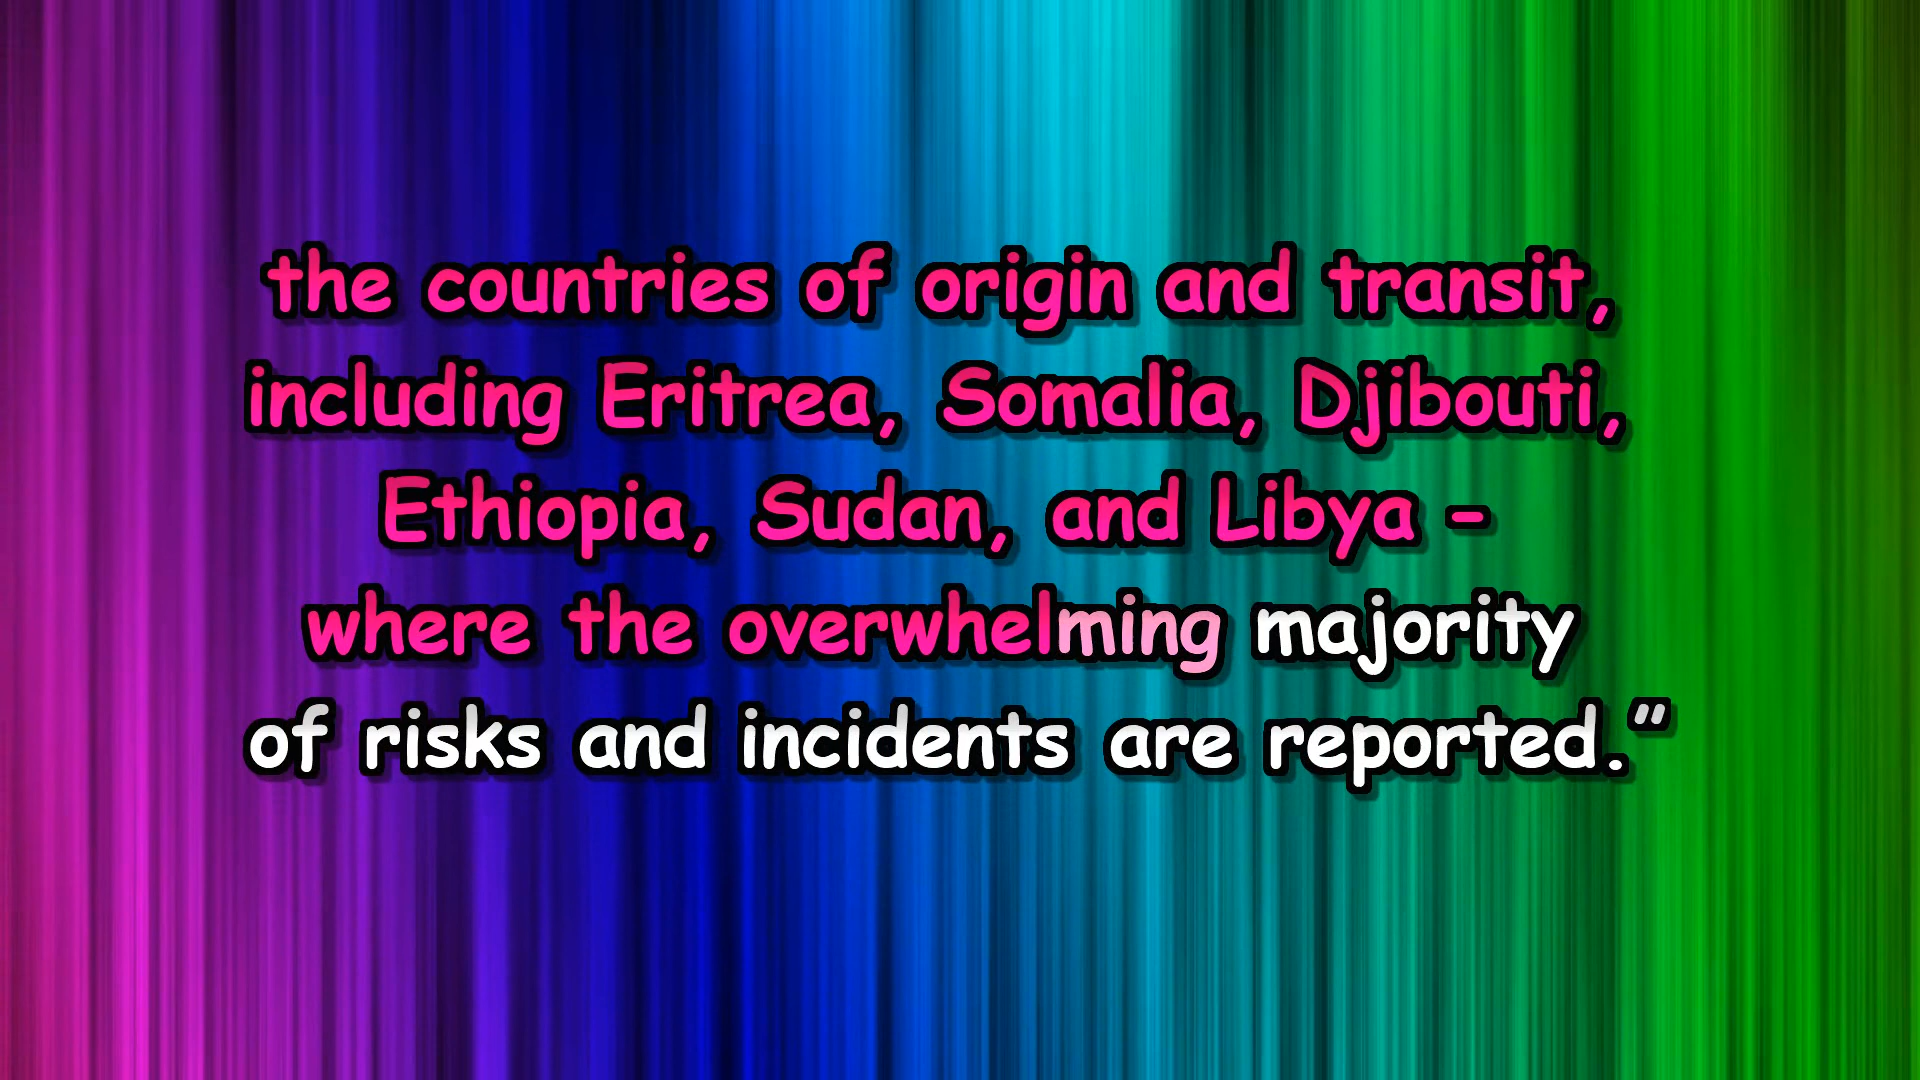 the countries of origin and transit,
including Eritrea, Somalia, Djibouti,
Ethiopia, Sudan, and Libya –
where the overwhelming majority
of risks and incidents are reported.”